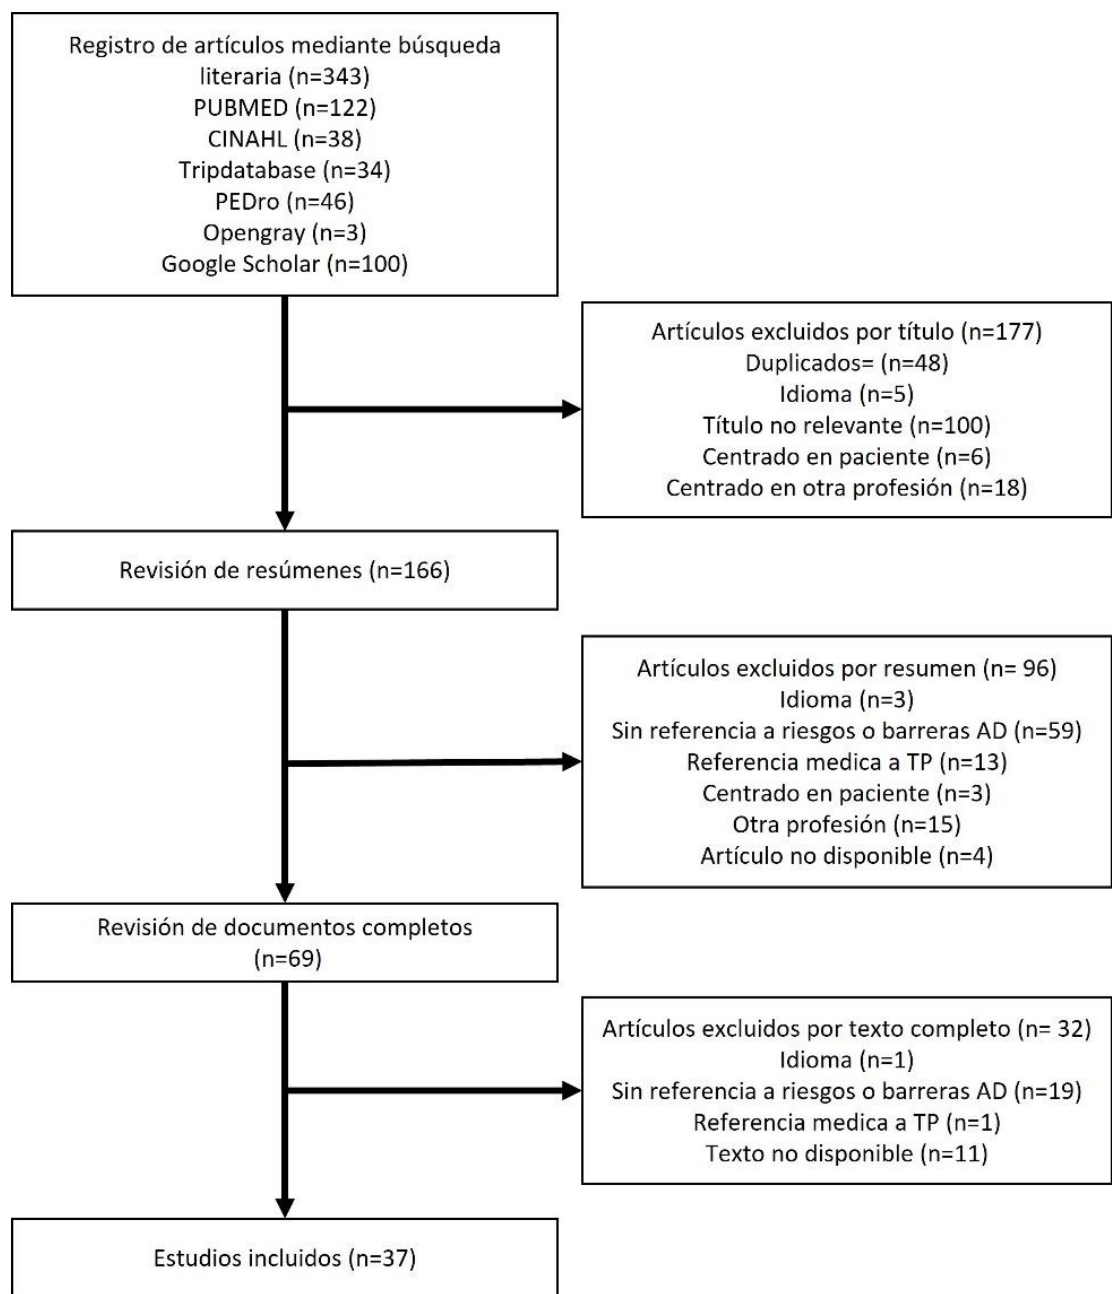 Registro de artículos mediante búsqueda
literaria (n=343)
PUBMED (n=122)
CINAHL (n=38)
Tripdatabase (n=34)
PEDro (n=46)
Opengray (n=3)
Google Scholar (n=100)
Artículos excluidos por título (n=177)
Duplicados= (n=48)
Idioma (n=5)
Título no relevante (n=100)
Centrado en paciente (n=6)
Centrado en otra profesión (n=18)
Revisión de resúmenes (n=166)
Artículos excluidos por resumen (n= 96)
Idioma (n=3)
Sin referencia a riesgos o barreras AD (n=59)
Referencia medica a TP (n=13)
Centrado en paciente (n=3)
Otra profesión (n=15)
Artículo no disponible (n=4)
Revisión de documentos completos
(n=69)
Artículos excluidos por texto completo (n= 32)
Idioma (n=1)
Sin referencia a riesgos o barreras AD (n=19)
Referencia medica a TP (n=1)
Texto no disponible (n=11)
Estudios incluidos (n=37)